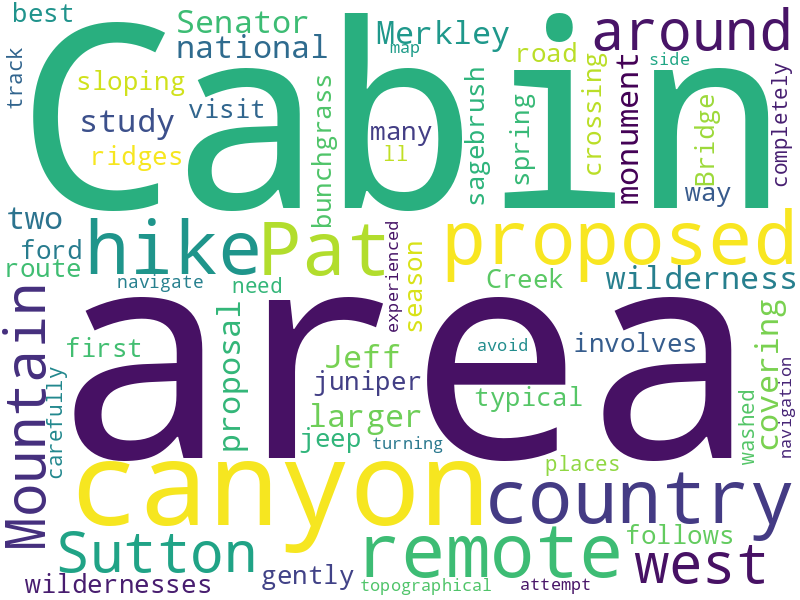 best
Senator
Merkley
around
Cabin
track
national
map
road
side
sloping
study
visit
many
ridges
ll
bunchgrass
sagebrush
spring
crossing
monument
Bridge
completely
way
two
hike
Pat
proposed
ford
route
navigate
need
experienced
season
Creek
wilderness
area
Mountain
first
proposal
Jeff
avoid
involves
covering
carefully
juniper
larger
typical
jeep
turning
washed
navigation
canyon
places
country
Sutton
remote
follows
west
wildernesses
gently
topographical
attempt